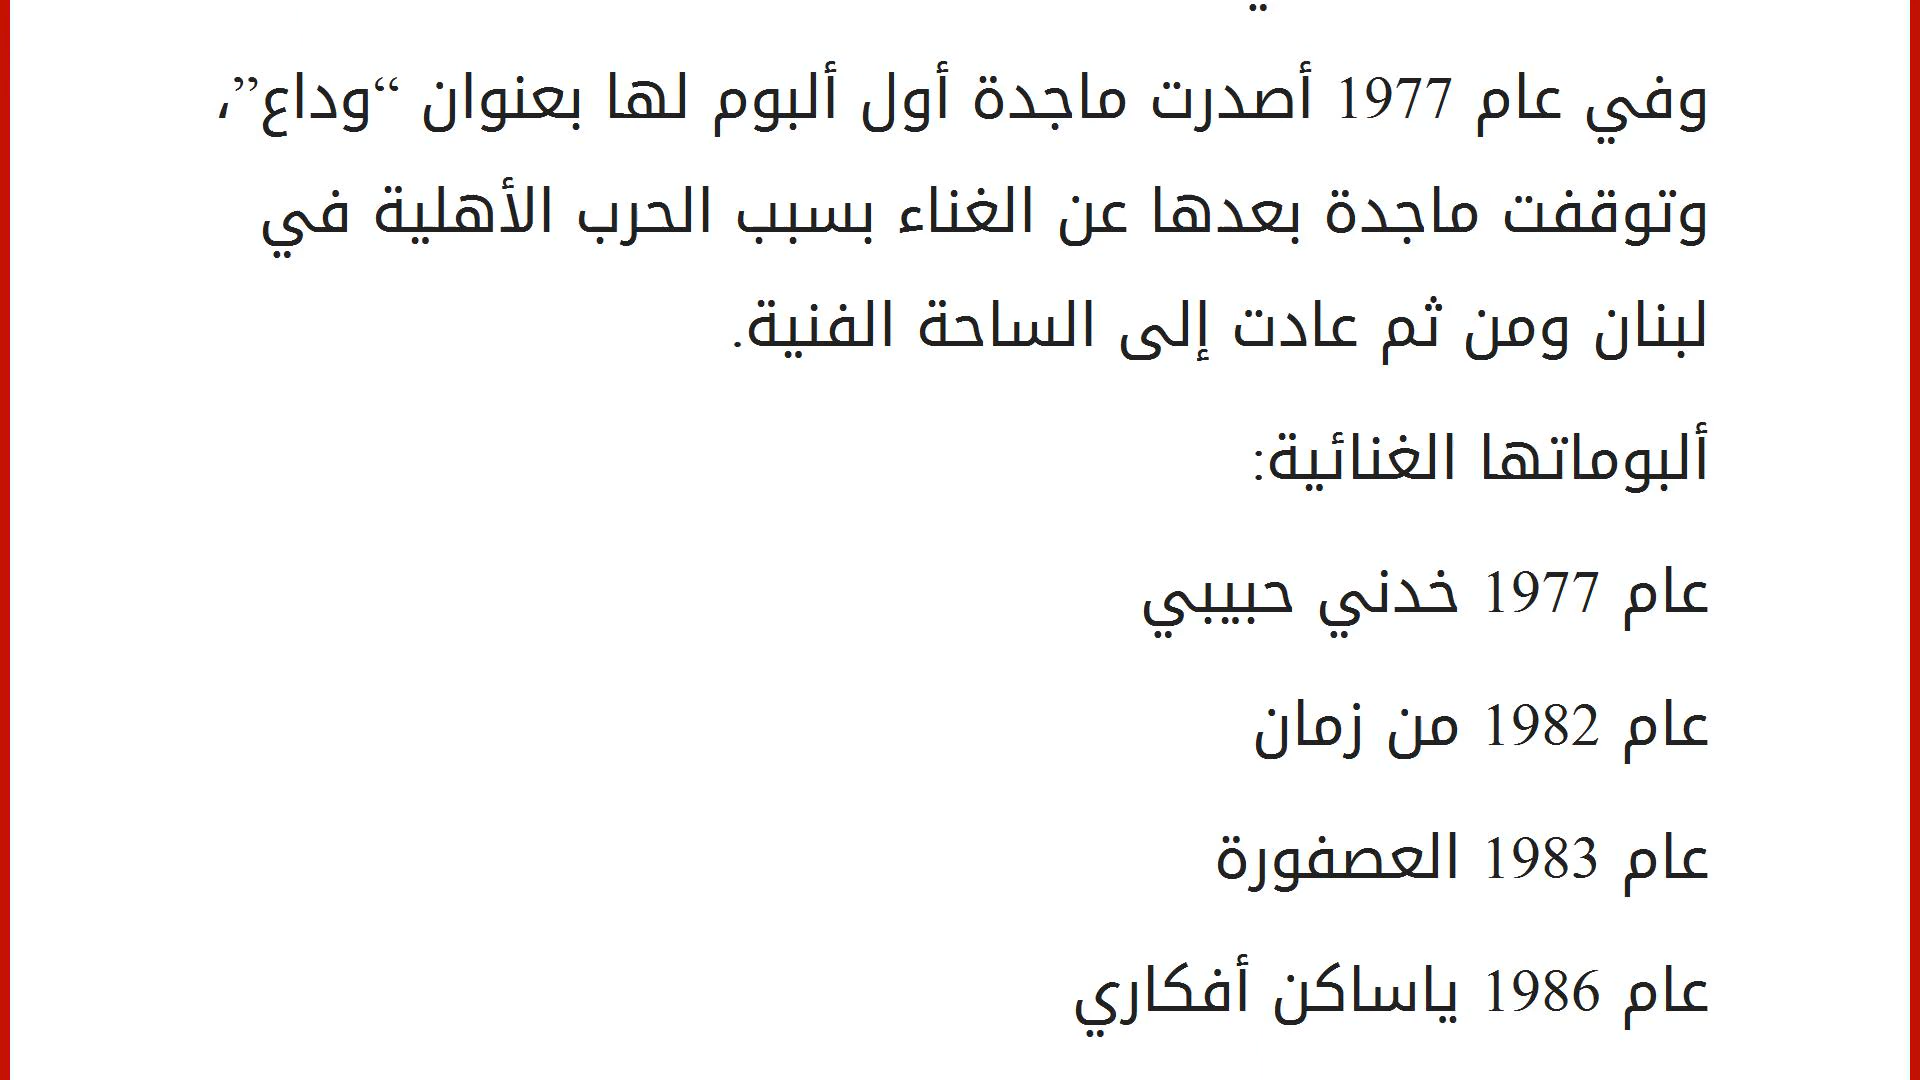 وفي عام 1977 أصدرت ماجدة أول ألبوم لها بعنوان “وداع”،
وتوقفت ماجدة بعدها عن الغناء بسبب الحرب الأهلية في
لبنان ومن ثم عادت إلى الساحة الفنية.
ألبوماتها الغنائية:
عام 1977 خدني حبيبي
عام 1982 من زمان
عام 1983 العصفورة
عام 1986 ياساكن أفكاري